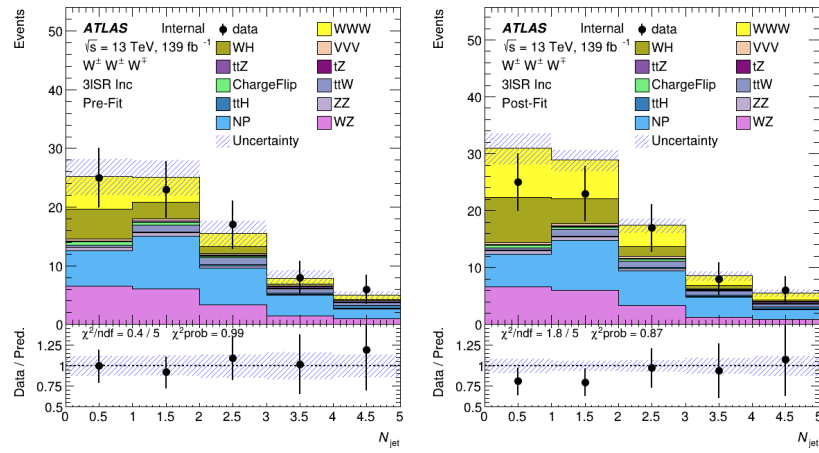 Events
ATLAS Internal
√s = 13 TeV, 139 fb⁻¹
W± W± W∓
3lSR Inc
Pre-Fit
data
WH
ttZ
ChargeFlip
ttH
NP
Uncertainty
WWW
VVV
tZ
ttW
ZZ
WZ
50
40
30
20
10
0
χ²/ndf = 0.4 / 5 χ²prob = 0.99
Data / Pred.
1.25
1
0.75
0.5
0 0.5 1 1.5 2 2.5 3 3.5 4 4.5 5
N jet
Events
ATLAS Internal
√s = 13 TeV, 139 fb⁻¹
W± W± W∓
3lSR Inc
Post-Fit
data
WH
ttZ
ChargeFlip
ttH
NP
Uncertainty
WWW
VVV
tZ
ttW
ZZ
WZ
50
40
30
20
10
0
χ²/ndf = 1.8 / 5 χ²prob = 0.87
Data / Pred.
1.25
1
0.75
0.5
0 0.5 1 1.5 2 2.5 3 3.5 4 4.5 5
N jet